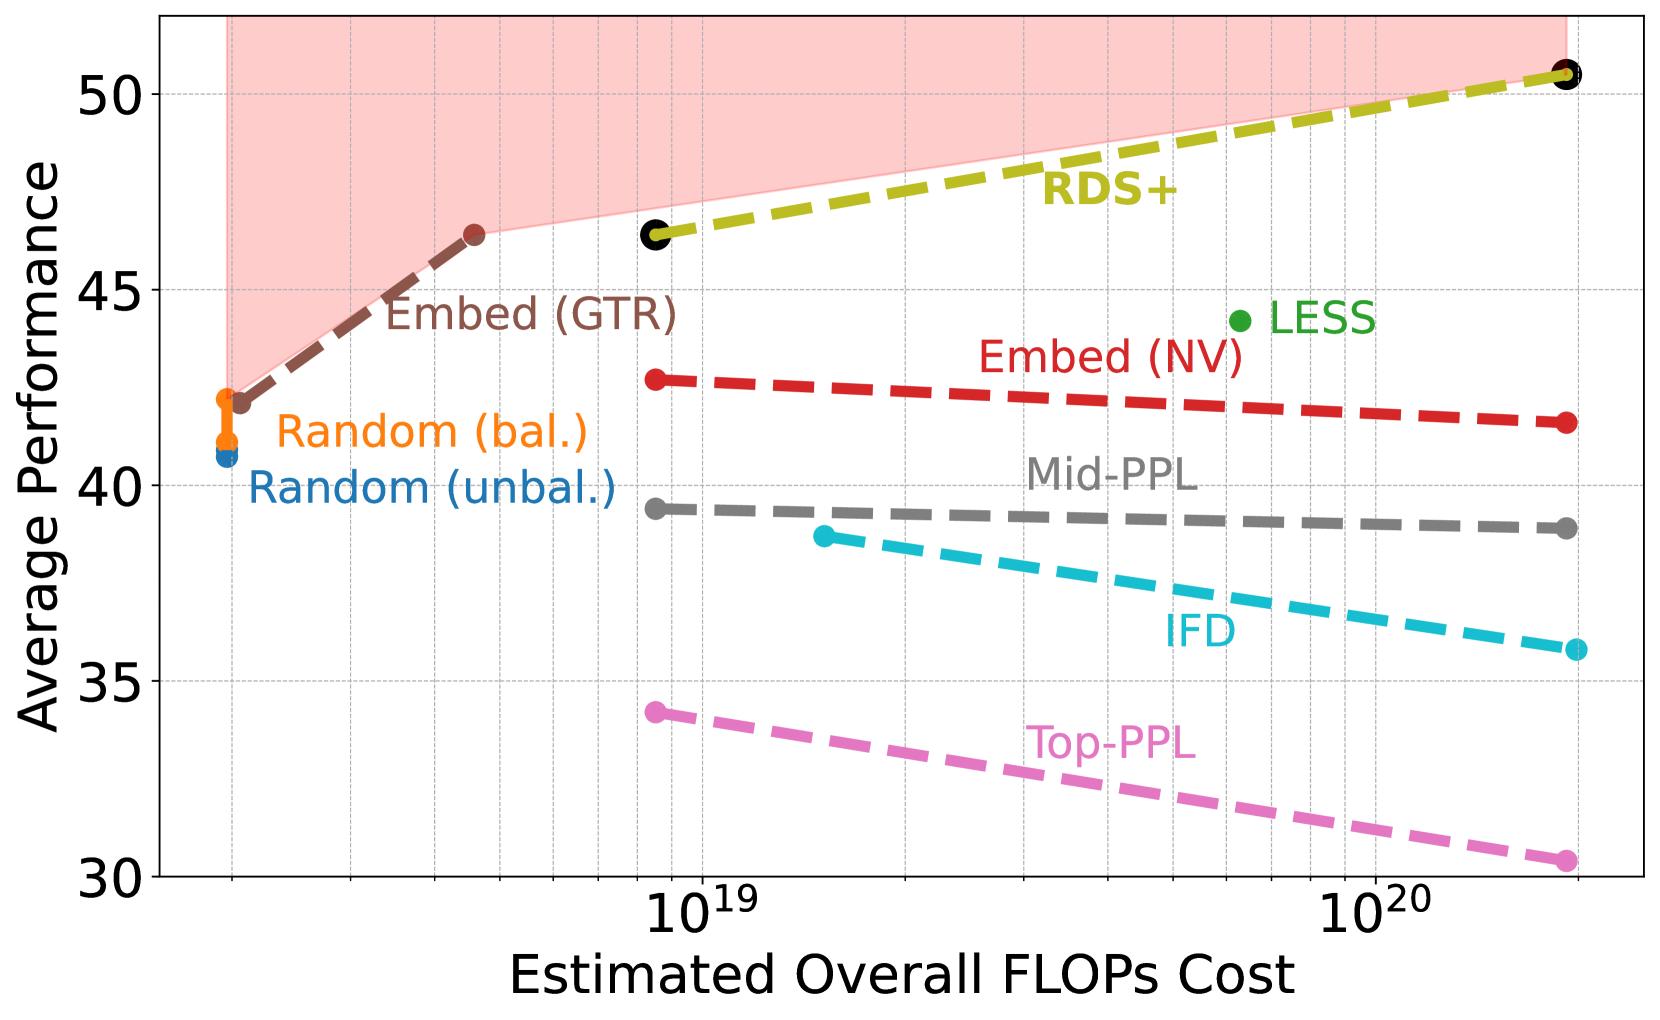 50
45
40
35
30
Average Performance
RDS+
Embed (GTR)
LESS
Embed (NV)
Random (bal.)
Mid-PPL
Random (unbal.)
IFD
Top-PPL
10¹⁹
10²⁰
Estimated Overall FLOPs Cost